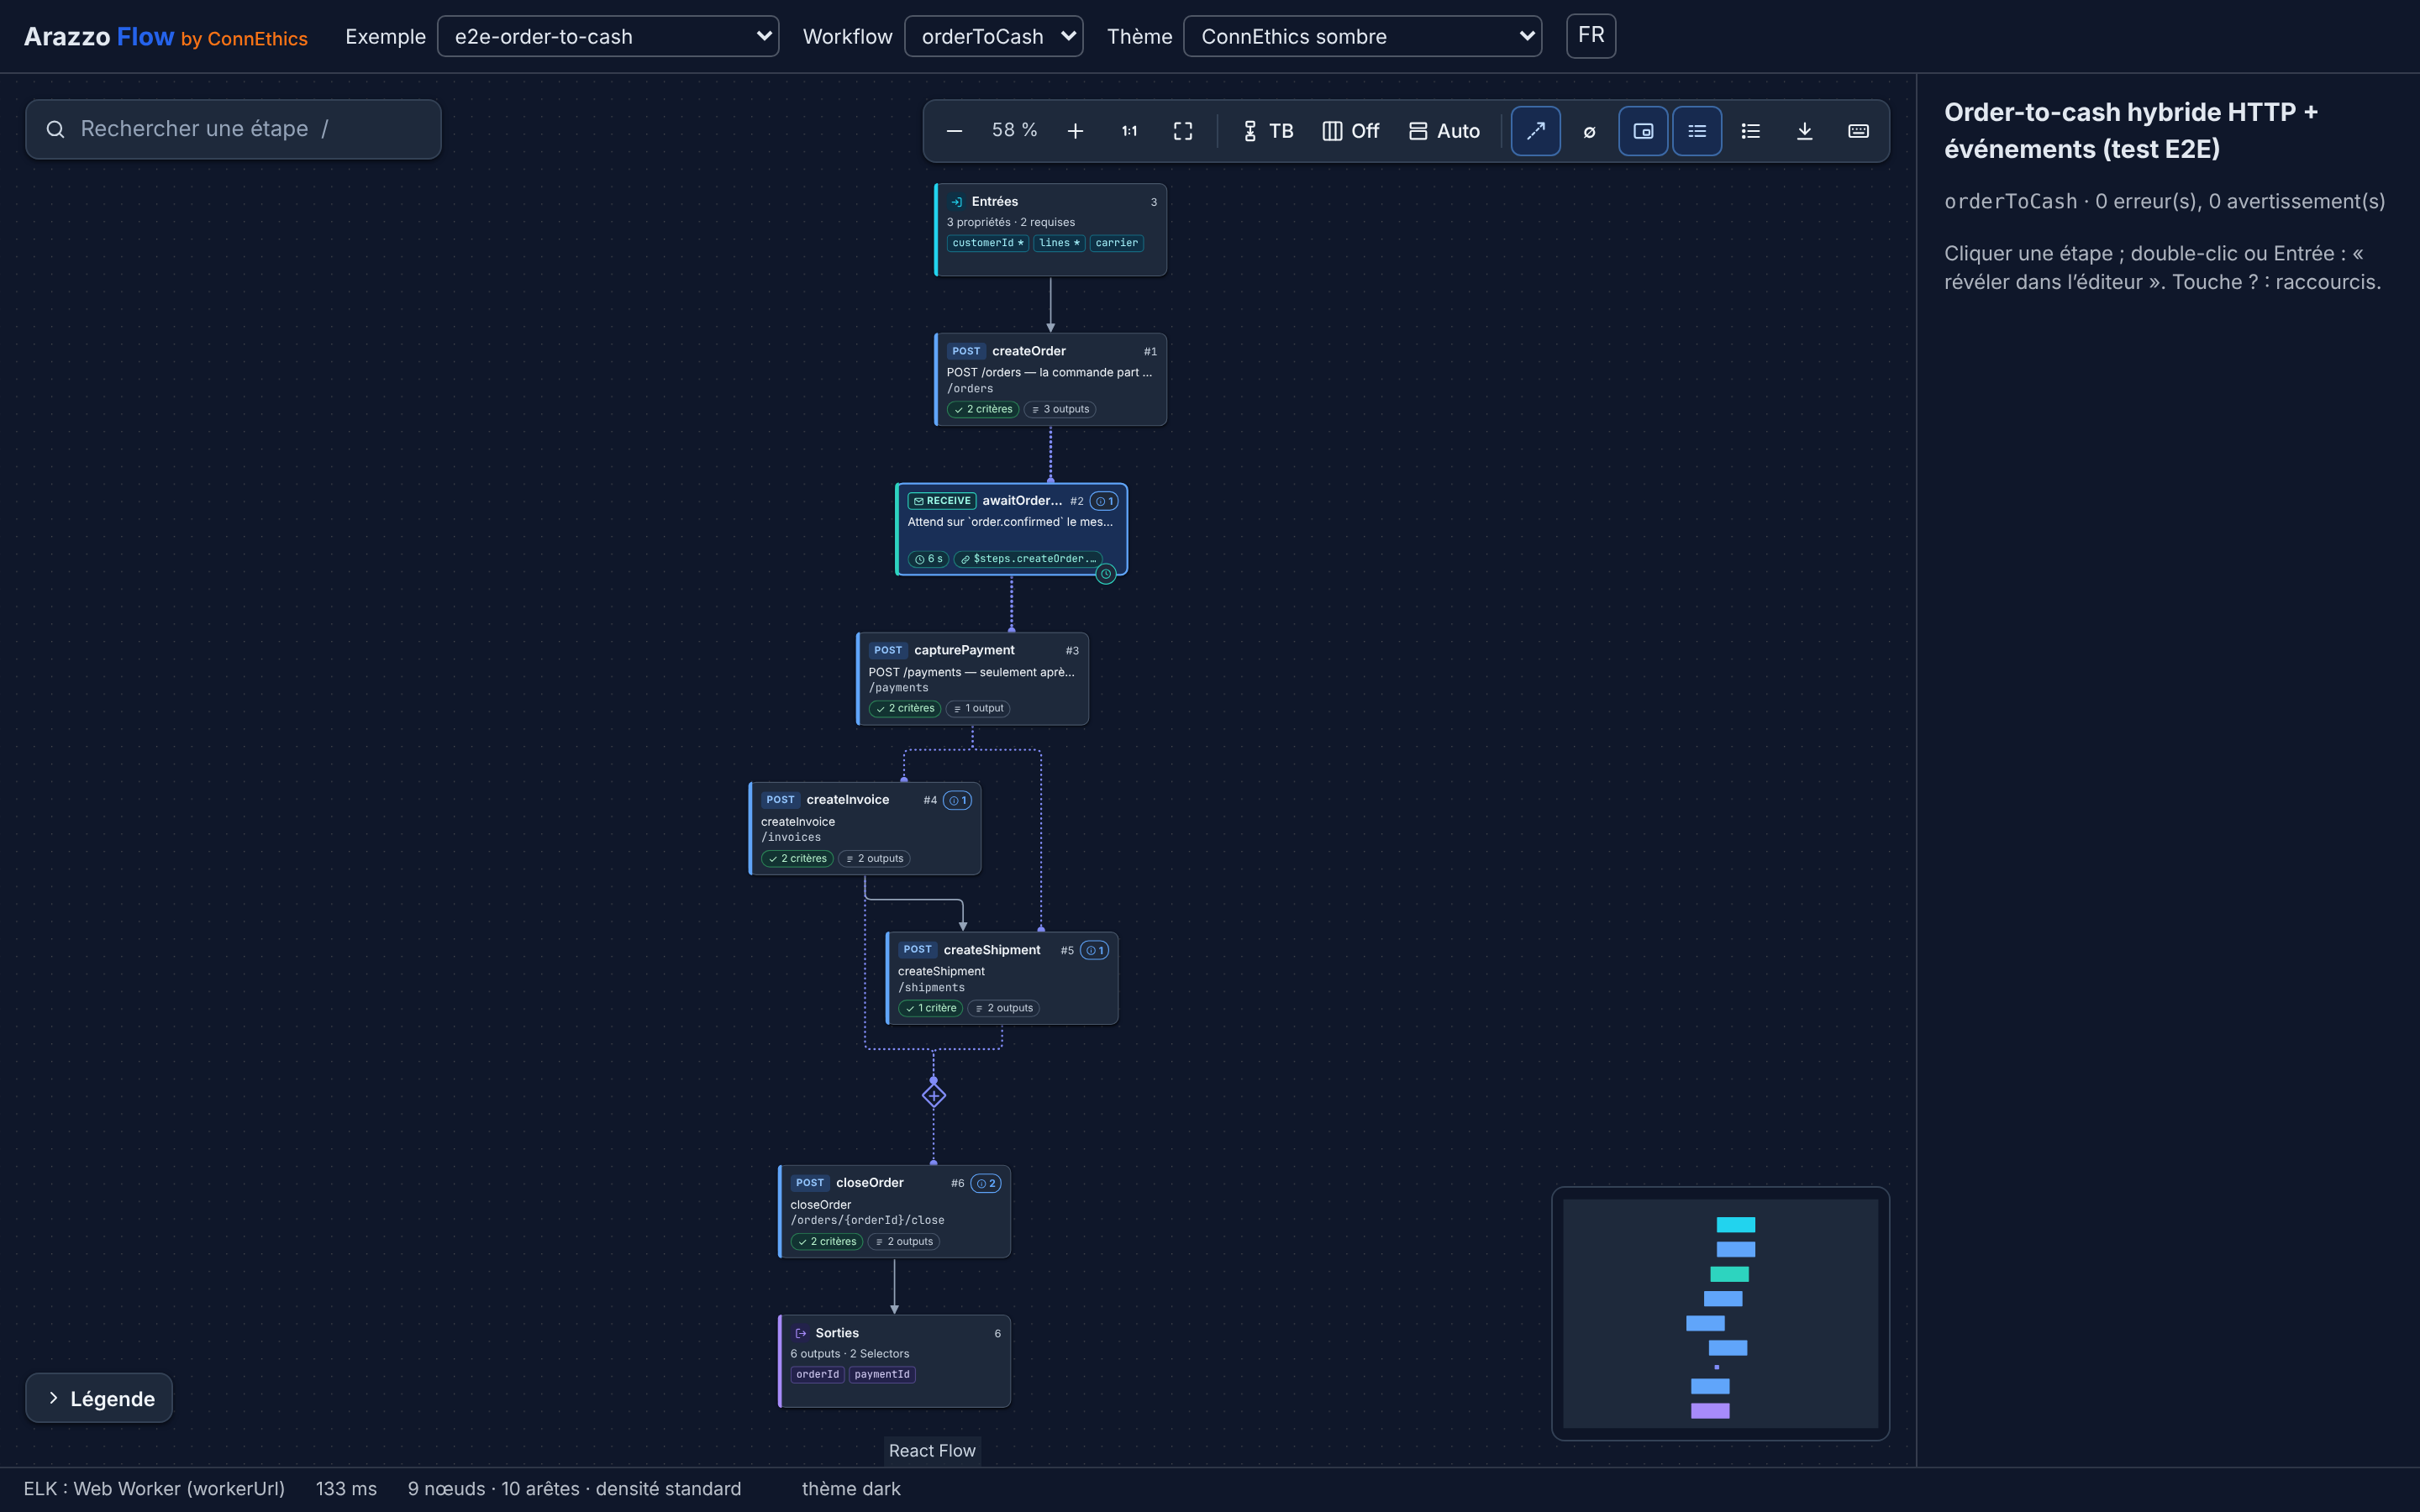 Arazzo Flow by ConnEthics
Exemple e2e-order-to-cash Workflow orderToCash Thème ConnEthics sombre FR
Rechercher une étape /
58 % 1:1 TB Off Auto ø
Order-to-cash hybride HTTP +
événements (test E2E)
orderToCash · 0 erreur(s), 0 avertissement(s)
Cliquer une étape ; double-clic ou Entrée : «
révéler dans l’éditeur ». Touche ? : raccourcis.
Entrées 3
3 propriétés · 2 requises
customerId * lines * carrier
POST createOrder #1
POST /orders — la commande part ...
/orders
2 critères 3 outputs
RECEIVE awaitOrder... #2 1
Attend sur `order.confirmed` le mes...
6 s $steps.createOrder.…
POST capturePayment #3
POST /payments — seulement aprè...
/payments
2 critères 1 output
POST createInvoice #4 1
createInvoice
/invoices
2 critères 2 outputs
POST createShipment #5 1
createShipment
/shipments
1 critère 2 outputs
POST closeOrder #6 2
closeOrder
/orders/{orderId}/close
2 critères 2 outputs
Sorties 6
6 outputs · 2 Selectors
orderId paymentId
Légende
React Flow
ELK : Web Worker (workerUrl) 133 ms 9 nœuds · 10 arêtes · densité standard thème dark